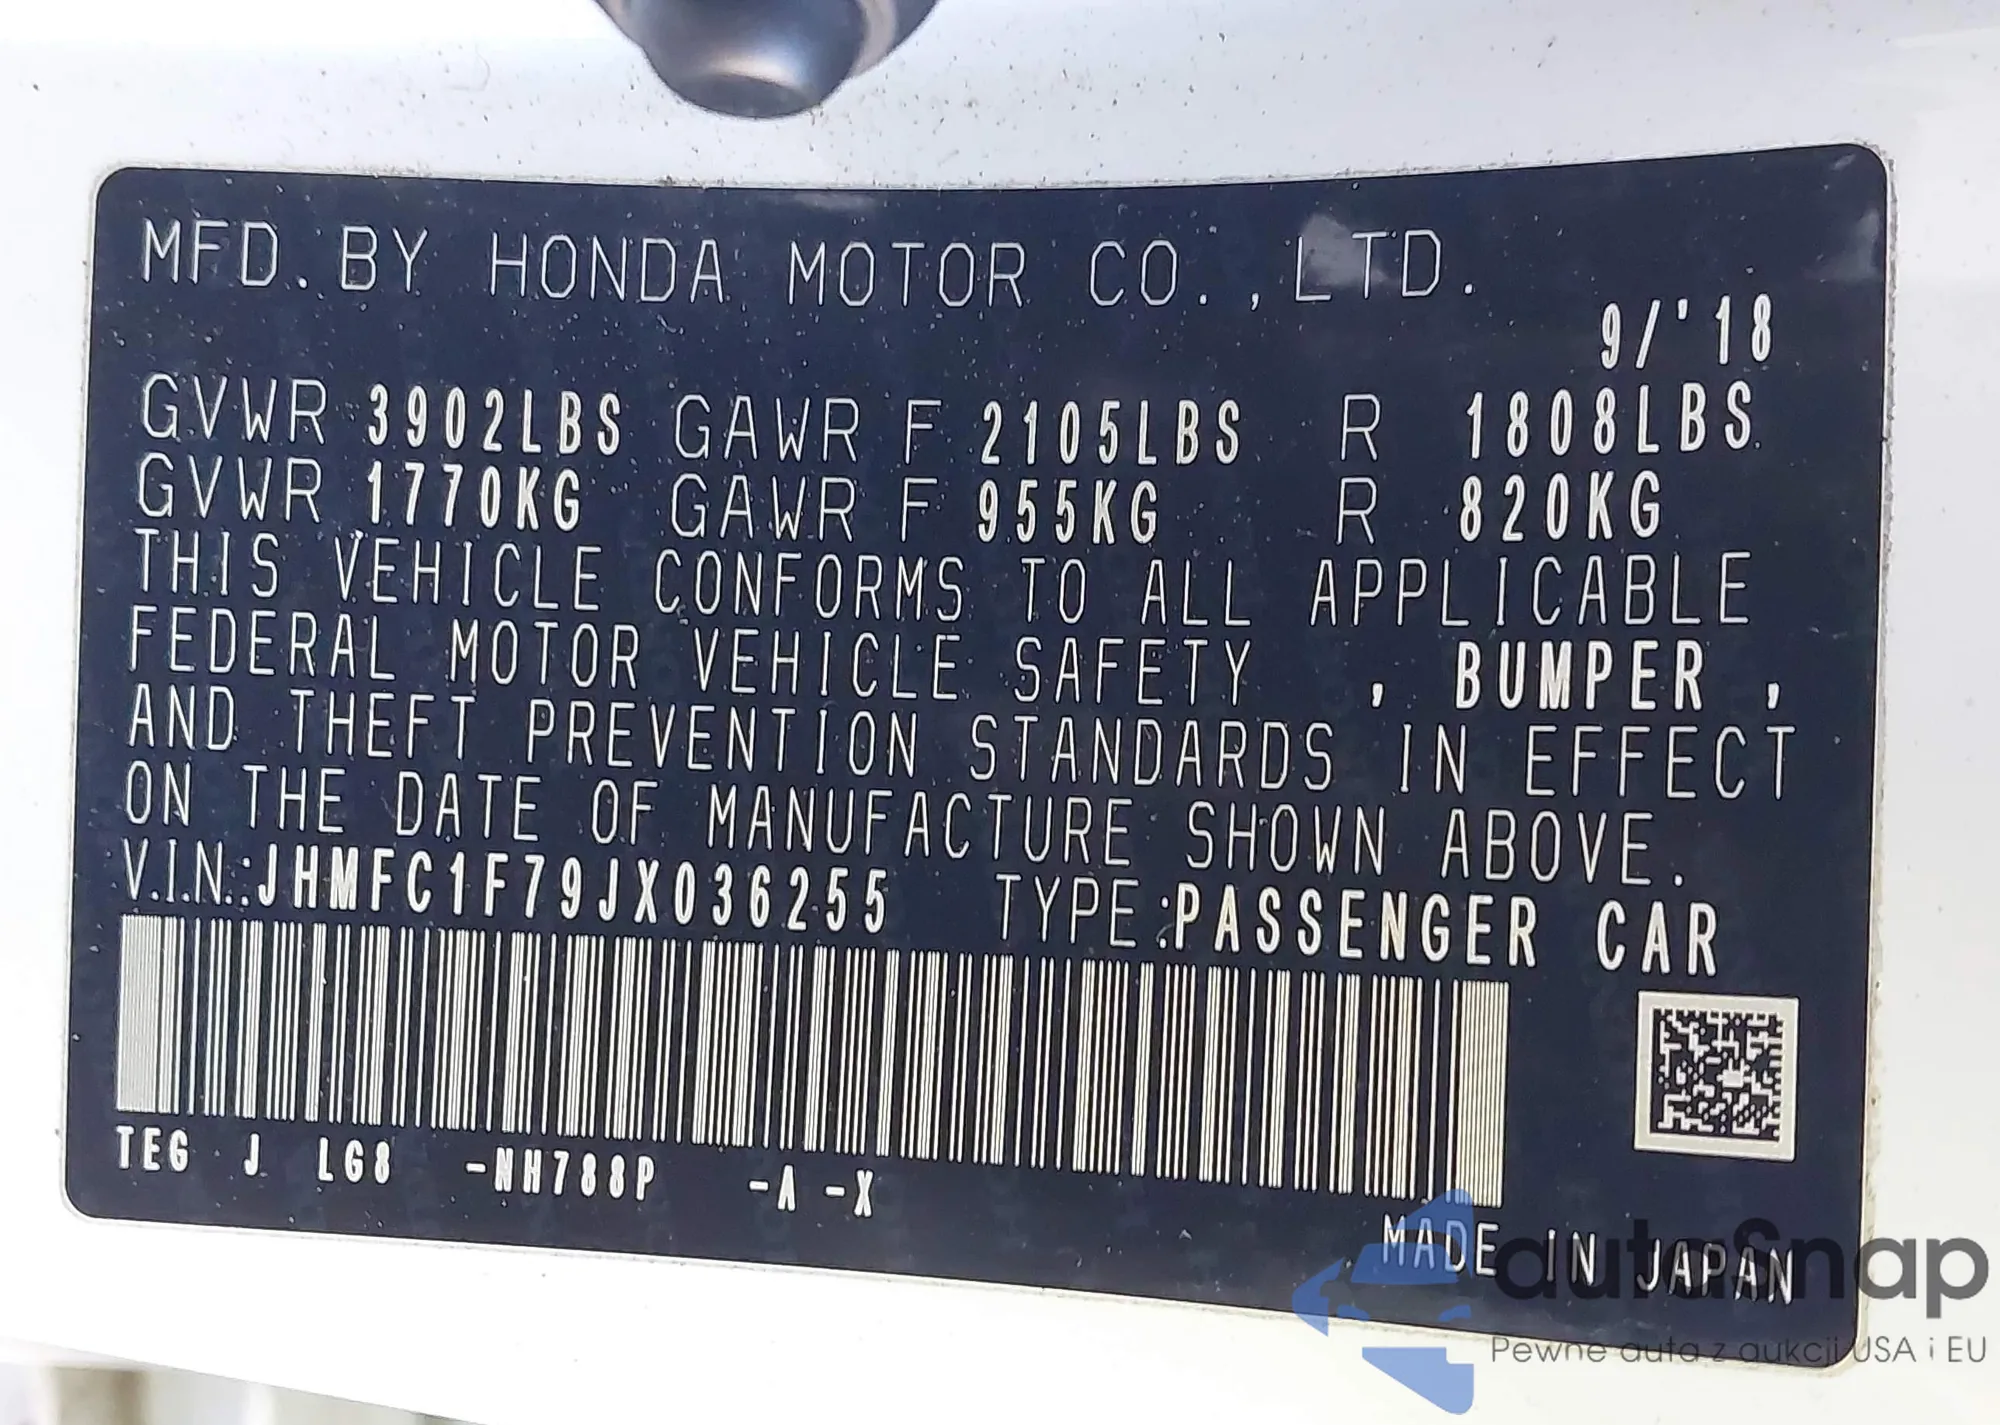 MFD. BY HONDA MOTOR CO., LTD.
9/'18
GVWR 3902LBS GAWR F 2105LBS R 1808LBS
GVWR 1770KG GAWR F 955KG R 820KG
THIS VEHICLE CONFORMS TO ALL APPLICABLE
FEDERAL MOTOR VEHICLE SAFETY , BUMPER ,
AND THEFT PREVENTION STANDARDS IN EFFECT
ON THE DATE OF MANUFACTURE SHOWN ABOVE.
V.I.N.:JHMFC1F79JX036255 TYPE:PASSENGER CAR
TEG J LG8 -NH788P -A -X
MADE IN JAPAN
autoSnap
Pewne auta z aukcji USA i EU